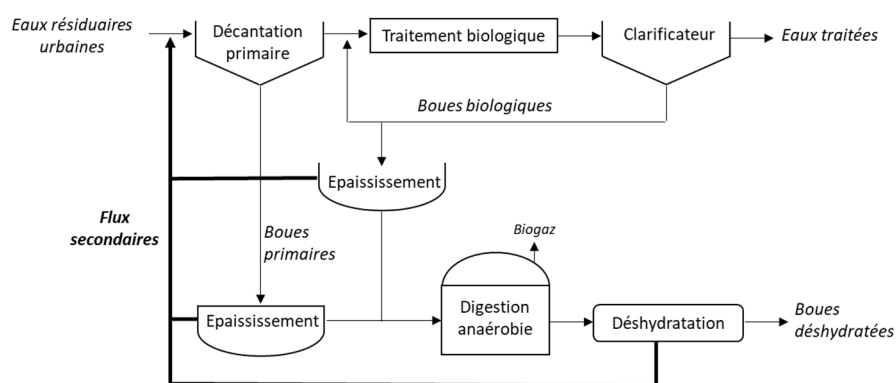 Eaux résiduaires
urbaines
Décantation
primaire
Traitement biologique
Clarificateur
Eaux traitées
Boues biologiques
Epaississement
Flux
secondaires
Boues
primaires
Biogaz
Epaississement
Digestion
anaérobie
Déshydratation
Boues
déshydratées